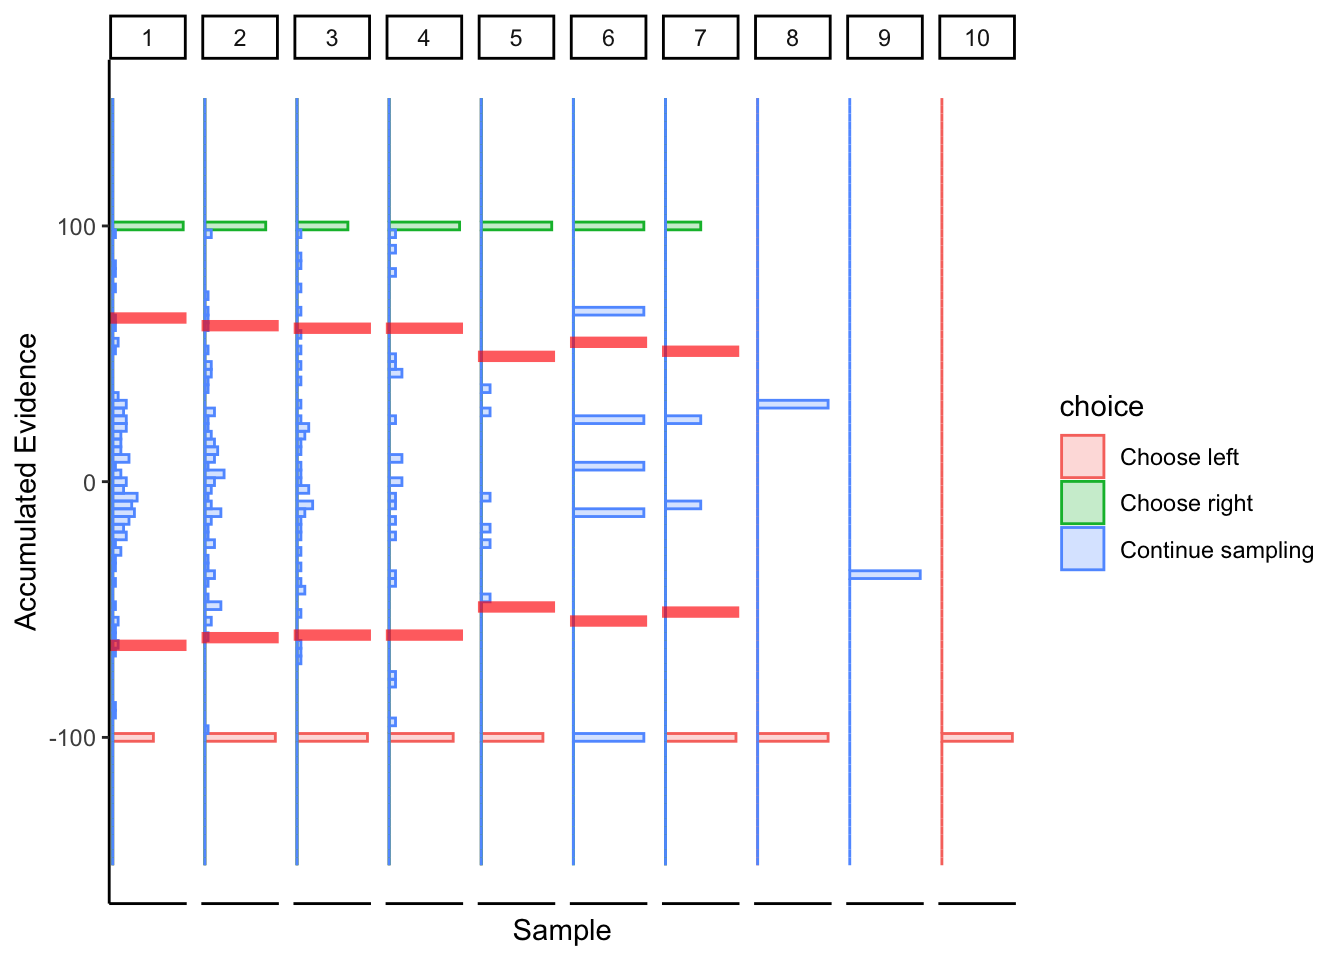 1 2 3 4 5 6 7 8 9 10
Accumulated Evidence
100
0
-100
Sample
choice
Choose left
Choose right
Continue sampling